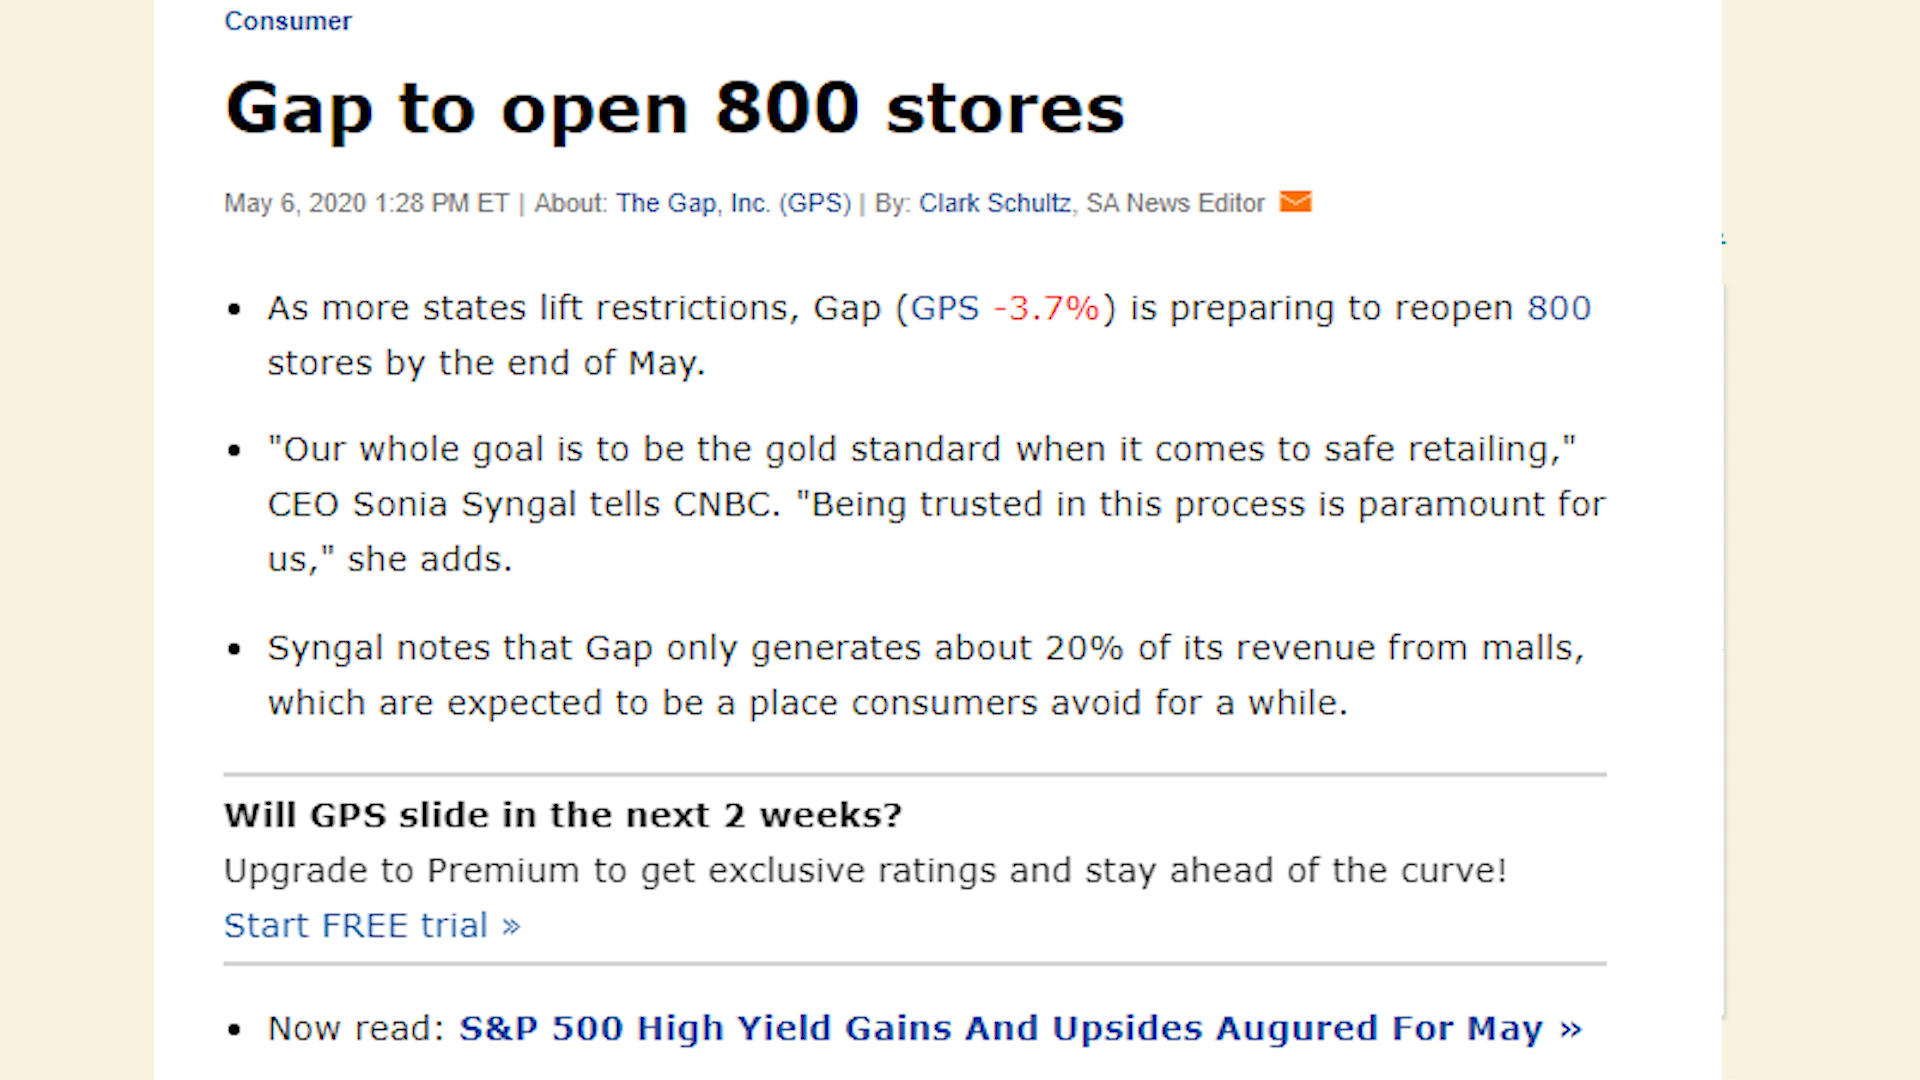 Consumer
Gap to open 800 stores
May 6, 2020 1:28 PM ET | About: The Gap, Inc. (GPS) | By: Clark Schultz, SA News Editor
• As more states lift restrictions, Gap (GPS -3.7%) is preparing to reopen 800
stores by the end of May.
• "Our whole goal is to be the gold standard when it comes to safe retailing,"
CEO Sonia Syngal tells CNBC. "Being trusted in this process is paramount for
us," she adds.
• Syngal notes that Gap only generates about 20% of its revenue from malls,
which are expected to be a place consumers avoid for a while.
Will GPS slide in the next 2 weeks?
Upgrade to Premium to get exclusive ratings and stay ahead of the curve!
Start FREE trial »
• Now read: S&P 500 High Yield Gains And Upsides Augured For May »